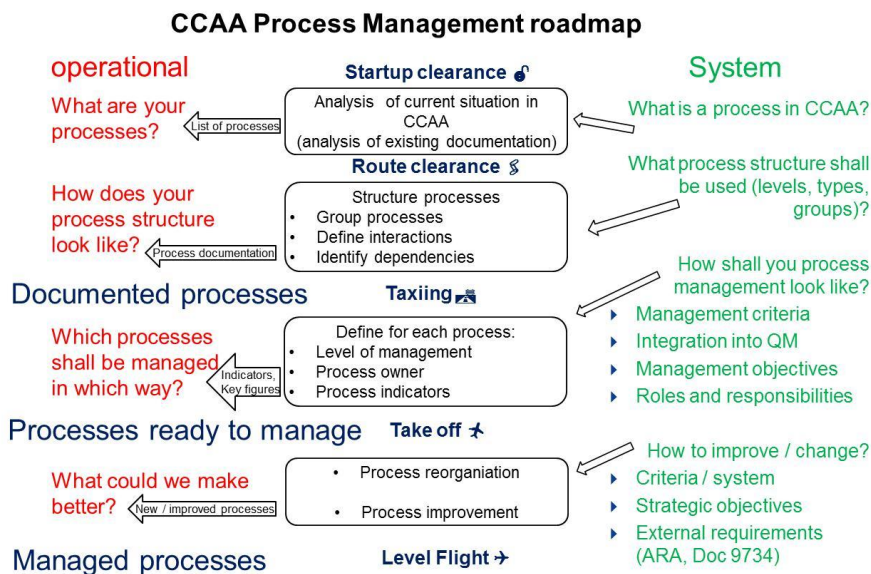 CCAA Process Management roadmap
operational
Startup clearance
System
What are your
processes?
List of processes
Analysis of current situation in
CCAA
(analysis of existing documentation)
What is a process in CCAA?
Route clearance
What process structure shall
be used (levels, types,
groups)?
How does your
process structure
look like?
Process documentation
Structure processes
• Group processes
• Define interactions
• Identify dependencies
How shall you process
management look like?
Management criteria
Integration into QM
Management objectives
Roles and responsibilities
Documented processes
Taxiing
Which processes
shall be managed
in which way?
Indicators,
Key figures
Define for each process:
• Level of management
• Process owner
• Process indicators
Processes ready to manage
Take off
How to improve / change?
Criteria / system
Strategic objectives
External requirements
(ARA, Doc 9734)
What could we make
better?
New / improved processes
• Process reorganiation
• Process improvement
Managed processes
Level Flight